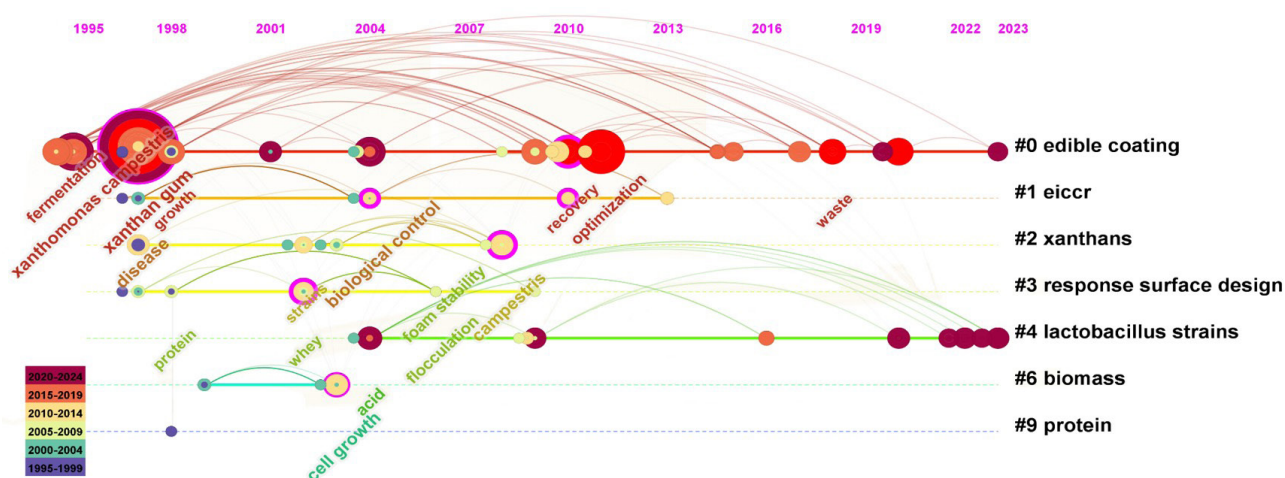 1995 1998 2001 2004 2007 2010 2013 2016 2019 2022 2023
#0 edible coating
fermentation
xanthomonas campestris
xanthan gum
growth
#1 eiccr
recovery
optimization
waste
#2 xanthans
disease
biological control
#3 response surface design
strains
foam stability
campestris
#4 lactobacillus strains
protein
whey
flocculation
#6 biomass
acid
cell growth
#9 protein
2020-2024
2015-2019
2010-2014
2005-2009
2000-2004
1995-1999